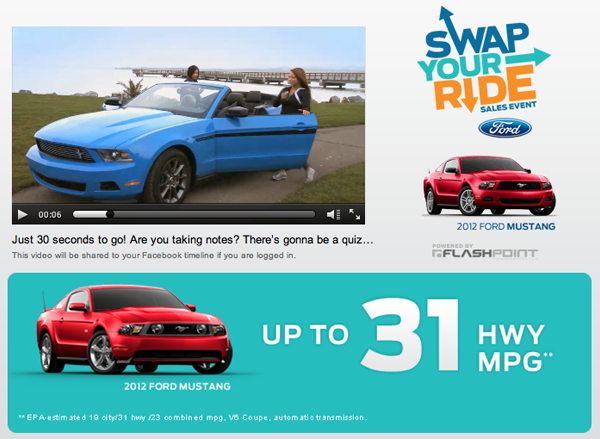 SWAP
YOUR
RIDE
SALES EVENT
Ford
00:06
2012 FORD MUSTANG
Just 30 seconds to go! Are you taking notes? There's gonna be a quiz...
This video will be shared to your Facebook timeline if you are logged in.
POWERED BY
FLASHPOINT
UP TO 31 HWY
MPG**
2012 FORD MUSTANG
** EPA-estimated 19 city/31 hwy /23 combined mpg, V6 Coupe, automatic transmission.